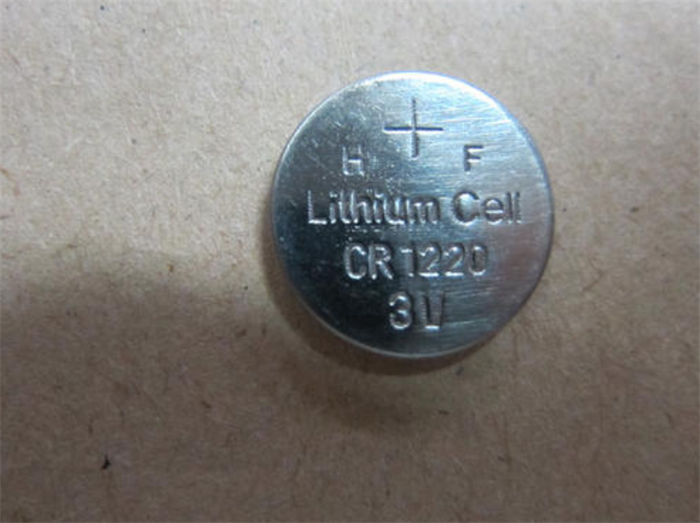 +
H F
Lithium Cell
CR1220
3V